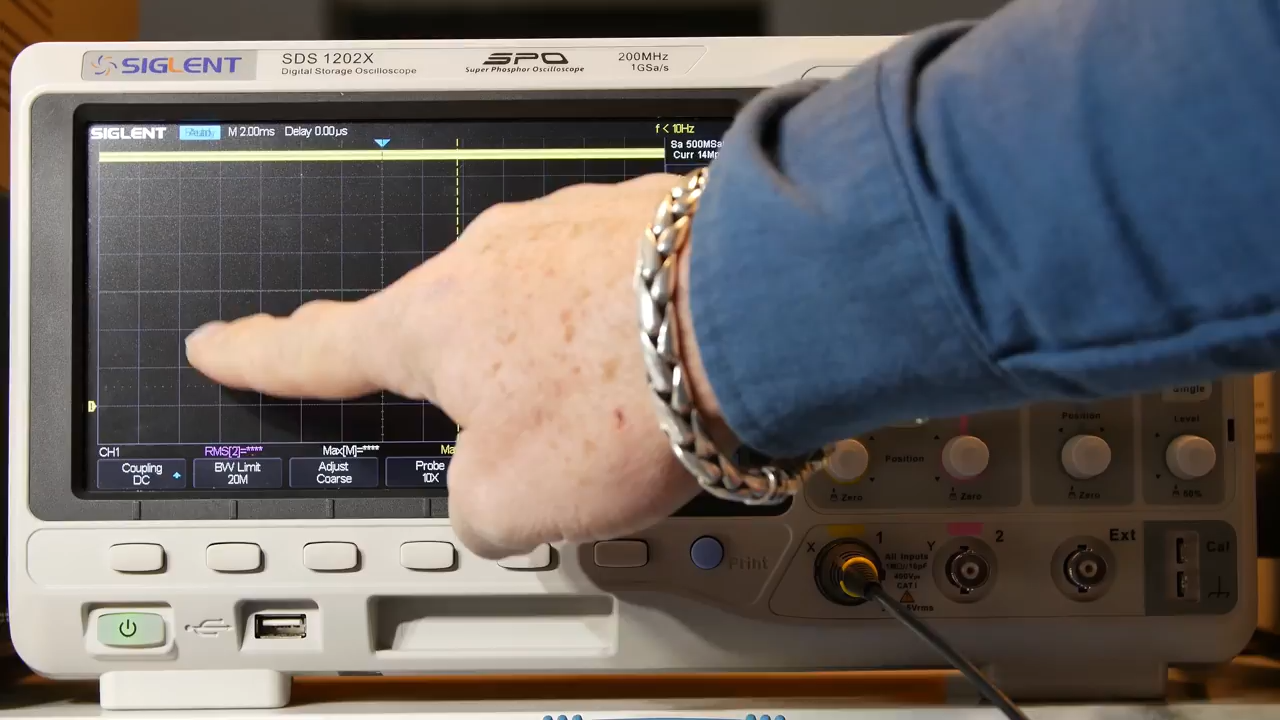 SIGLENT
SDS 1202X
Digital Storage Oscilloscope
SPO
Super Phosphor Oscilloscope
200MHz
1GSa/s
SIGLENT
M 2.00ms
Delay 0.00µs
f < 10Hz
Sa 500MSa
Curr 14Mp
CH1
RMS[2]=****
Max[M]=****
Ma
Coupling
DC
BW Limit
20M
Adjust
Coarse
Probe
10X
Single
Position
Level
Position
Zero
Zero
Zero
50%
Print
X
1
All Inputs
1MΩ/18pF
400Vpk
CAT I
Y
2
Ext
Cal